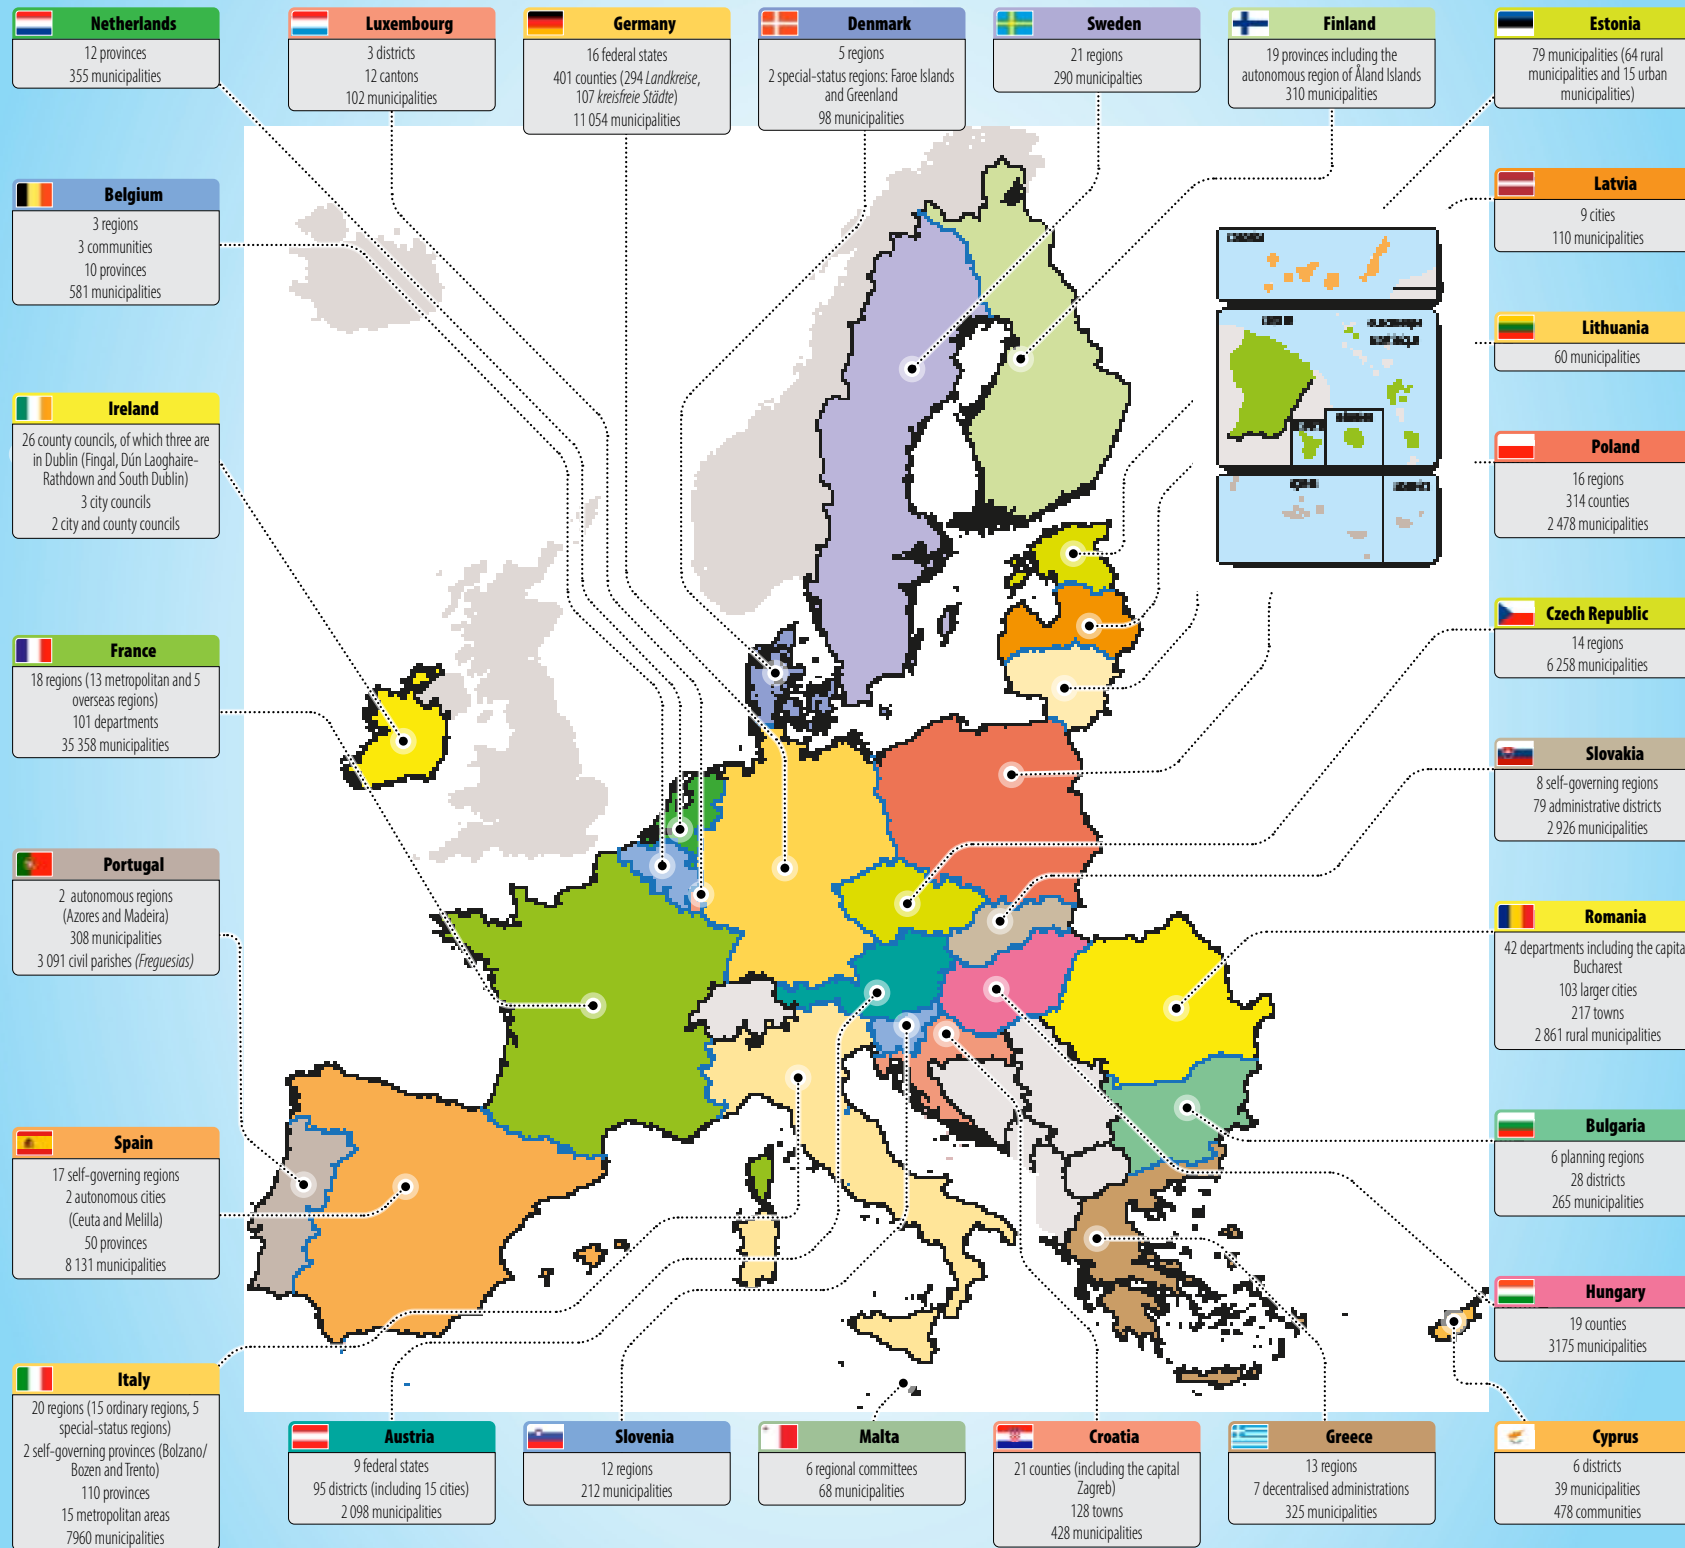 Netherlands
12 provinces
355 municipalities
Luxembourg
3 districts
12 cantons
102 municipalities
Germany
16 federal states
401 counties (294 Landkreise,
107 kreisfreie Städte)
11 054 municipalities
Denmark
5 regions
2 special-status regions: Faroe Islands
and Greenland
98 municipalities
Sweden
21 regions
290 municipalties
Finland
19 provinces including the
autonomous region of Åland Islands
310 municipalities
Estonia
79 municipalities (64 rural
municipalities and 15 urban
municipalities)
Belgium
3 regions
3 communities
10 provinces
581 municipalities
Latvia
9 cities
110 municipalities
Lithuania
60 municipalities
Ireland
26 county councils, of which three are
in Dublin (Fingal, Dún Laoghaire-
Rathdown and South Dublin)
3 city councils
2 city and county councils
Poland
16 regions
314 counties
2 478 municipalities
Czech Republic
14 regions
6 258 municipalities
France
18 regions (13 metropolitan and 5
overseas regions)
101 departments
35 358 municipalities
Slovakia
8 self-governing regions
79 administrative districts
2 926 municipalities
Portugal
2 autonomous regions
(Azores and Madeira)
308 municipalities
3 091 civil parishes (Freguesias)
Romania
42 departments including the capita
Bucharest
103 larger cities
217 towns
2 861 rural municipalities
Spain
17 self-governing regions
2 autonomous cities
(Ceuta and Melilla)
50 provinces
8 131 municipalities
Bulgaria
6 planning regions
28 districts
265 municipalities
Hungary
19 counties
3175 municipalities
Italy
20 regions (15 ordinary regions, 5
special-status regions)
2 self-governing provinces (Bolzano/
Bozen and Trento)
110 provinces
15 metropolitan areas
7960 municipalities
Austria
9 federal states
95 districts (including 15 cities)
2 098 municipalities
Slovenia
12 regions
212 municipalities
Malta
6 regional committees
68 municipalities
Croatia
21 counties (including the capital
Zagreb)
128 towns
428 municipalities
Greece
13 regions
7 decentralised administrations
325 municipalities
Cyprus
6 districts
39 municipalities
478 communities